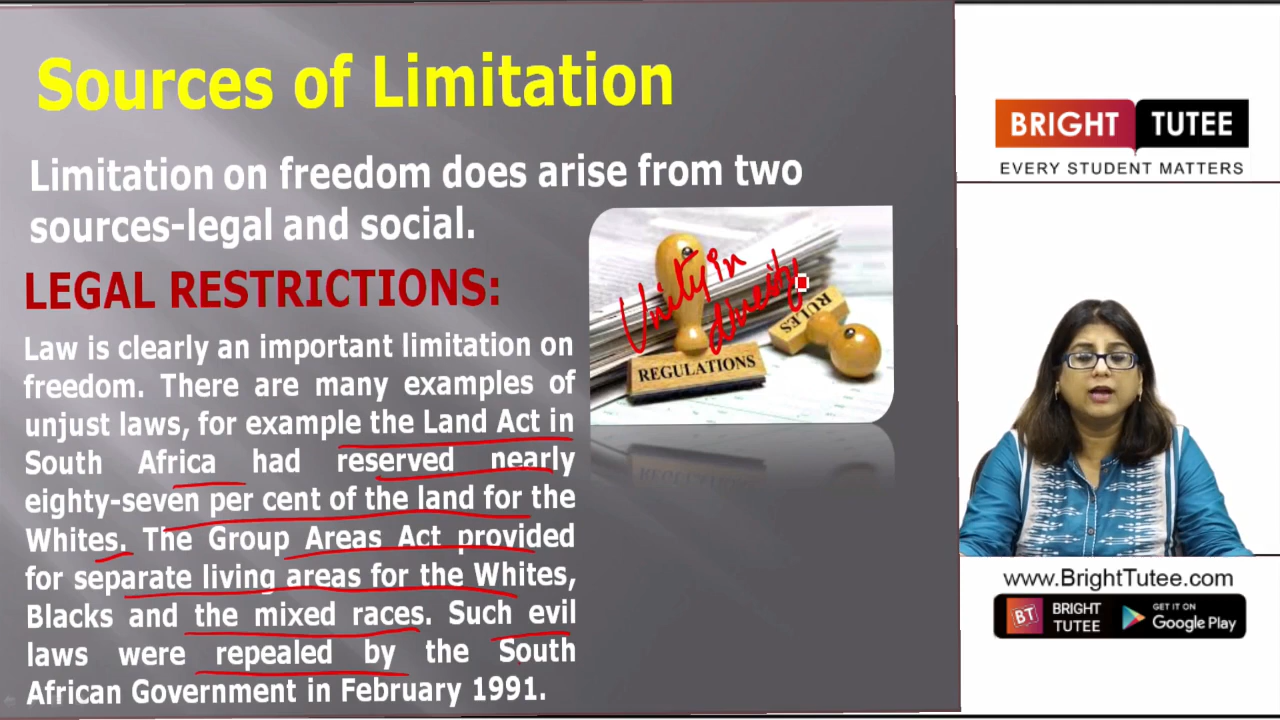 Sources of Limitation
Limitation on freedom does arise from two
sources-legal and social.
LEGAL RESTRICTIONS:
Law is clearly an important limitation on
freedom. There are many examples of
unjust laws, for example the Land Act in
South Africa had reserved nearly
eighty-seven per cent of the land for the
Whites. The Group Areas Act provided
for separate living areas for the Whites,
Blacks and the mixed races. Such evil
laws were repealed by the South
African Government in February 1991.
Unity in
diversity
RULES
REGULATIONS
BRIGHT TUTEE
EVERY STUDENT MATTERS
www.BrightTutee.com
BT
BRIGHT
TUTEE
GET IT ON
Google Play